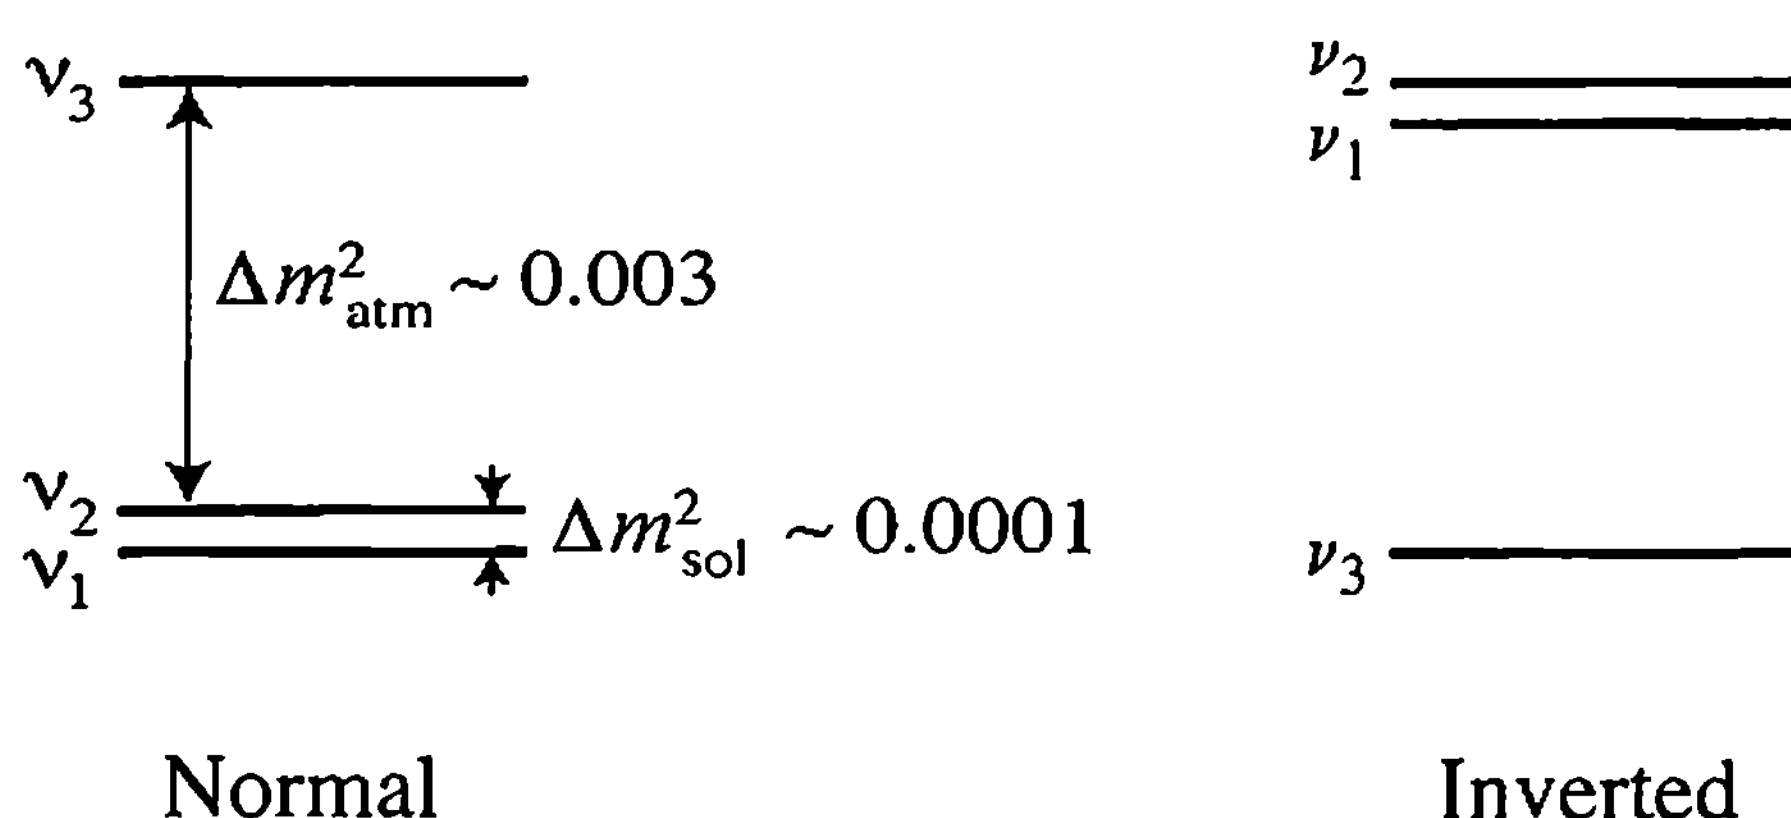 ν₃
Δm²atm ~ 0.003
ν₂
Δm²sol ~ 0.0001
ν₁
Normal
ν₂
ν₁
ν₃
Inverted